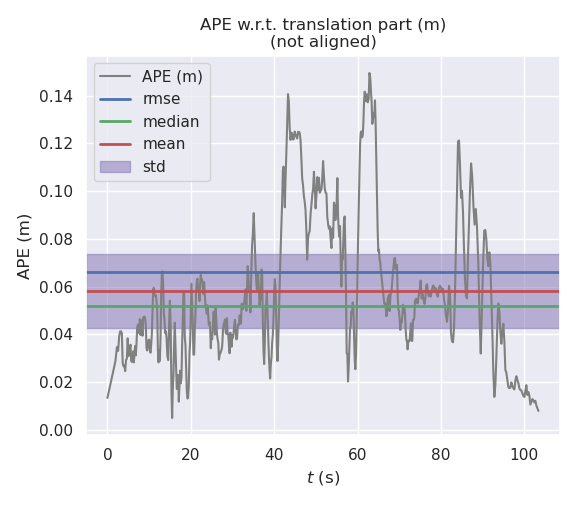 APE w.r.t. translation part (m)
(not aligned)
APE (m)
rmse
median
mean
std
APE (m)
0.14
0.12
0.10
0.08
0.06
0.04
0.02
0.00
0 20 40 60 80 100
t (s)